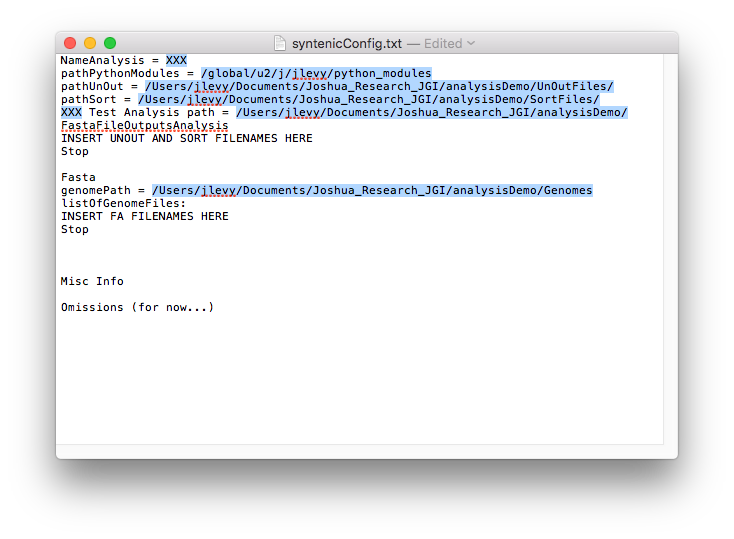 syntenicConfig.txt — Edited
NameAnalysis = XXX
pathPythonModules = /global/u2/j/jlevy/python_modules
pathUnOut = /Users/jlevy/Documents/Joshua_Research_JGI/analysisDemo/UnOutFiles/
pathSort = /Users/jlevy/Documents/Joshua_Research_JGI/analysisDemo/SortFiles/
XXX Test Analysis path = /Users/jlevy/Documents/Joshua_Research_JGI/analysisDemo/
FastaFileOutputsAnalysis
INSERT UNOUT AND SORT FILENAMES HERE
Stop
Fasta
genomePath = /Users/jlevy/Documents/Joshua_Research_JGI/analysisDemo/Genomes
listOfGenomeFiles:
INSERT FA FILENAMES HERE
Stop
Misc Info
Omissions (for now...)